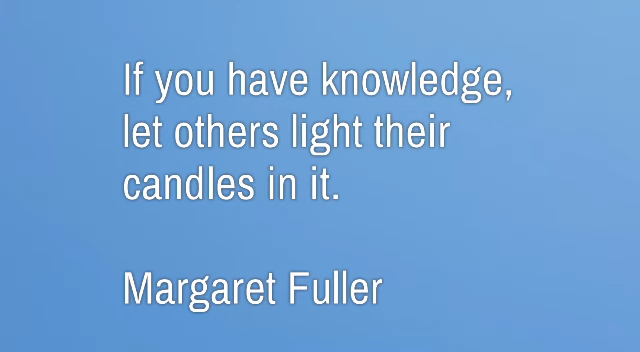 If you have knowledge,
let others light their
candles in it.
Margaret Fuller